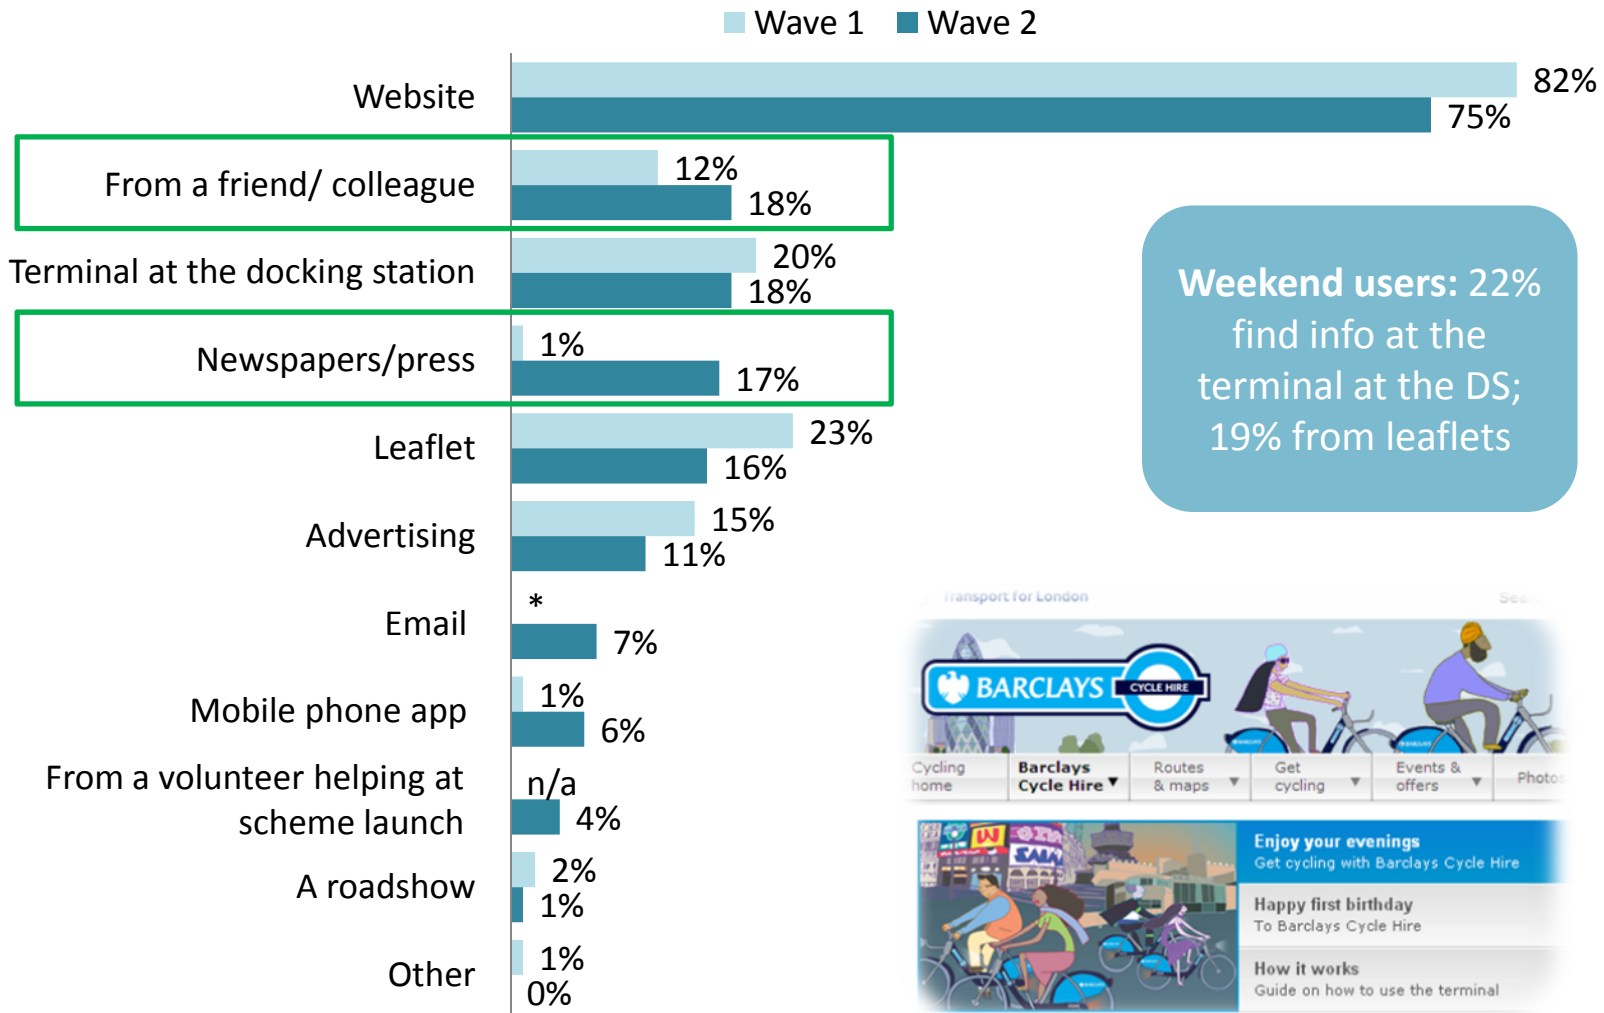 Wave 1 Wave 2
Website
82%
75%
From a friend/ colleague
12%
18%
Terminal at the docking station
20%
18%
Newspapers/press
1%
17%
Leaflet
23%
16%
Advertising
15%
11%
Email
*
7%
Mobile phone app
1%
6%
From a volunteer helping at
scheme launch
n/a
4%
A roadshow
2%
1%
Other
1%
0%
Weekend users: 22%
find info at the
terminal at the DS;
19% from leaflets
Transport for London
BARCLAYS CYCLE HIRE
Cycling
home
Barclays
Cycle Hire ▼
Routes
& maps ▼
Get
cycling ▼
Events &
offers ▼
Photos
Enjoy your evenings
Get cycling with Barclays Cycle Hire
Happy first birthday
To Barclays Cycle Hire
How it works
Guide on how to use the terminal